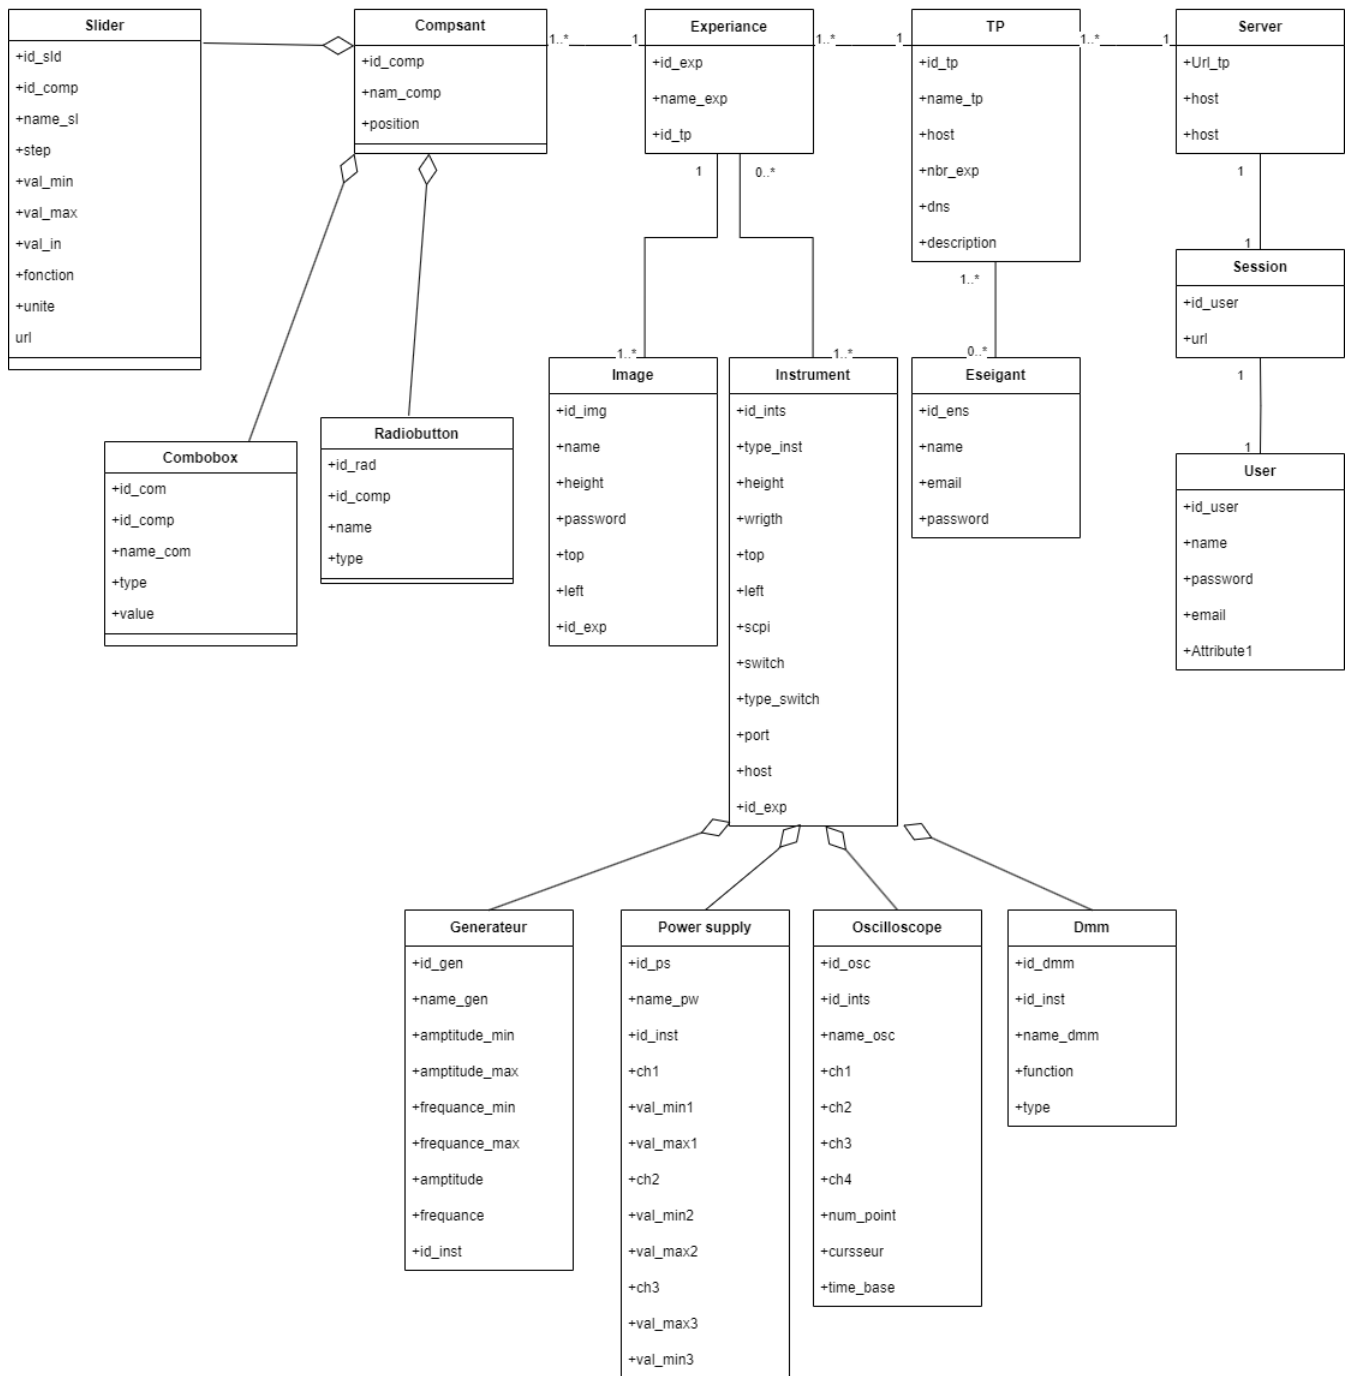 Slider
+id_sld
+id_comp
+name_sl
+step
+val_min
+val_max
+val_in
+fonction
+unite
url
Compsant
+id_comp
+nam_comp
+position
1..*
1
Experiance
+id_exp
+name_exp
+id_tp
1..*
1
TP
+id_tp
+name_tp
+host
+nbr_exp
+dns
+description
1..*
1
Server
+Url_tp
+host
+host
1
1
Session
+id_user
+url
1
1
User
+id_user
+name
+password
+email
+Attribute1
1
0..*
1..*
1..*
1..*
0..*
Combobox
+id_com
+id_comp
+name_com
+type
+value
Radiobutton
+id_rad
+id_comp
+name
+type
Image
+id_img
+name
+height
+password
+top
+left
+id_exp
Instrument
+id_ints
+type_inst
+height
+wrigth
+top
+left
+scpi
+switch
+type_switch
+port
+host
+id_exp
Eseigant
+id_ens
+name
+email
+password
Generateur
+id_gen
+name_gen
+amptitude_min
+amptitude_max
+frequance_min
+frequance_max
+amptitude
+frequance
+id_inst
Power supply
+id_ps
+name_pw
+id_inst
+ch1
+val_min1
+val_max1
+ch2
+val_min2
+val_max2
+ch3
+val_max3
+val_min3
Oscilloscope
+id_osc
+id_ints
+name_osc
+ch1
+ch2
+ch3
+ch4
+num_point
+cursseur
+time_base
Dmm
+id_dmm
+id_inst
+name_dmm
+function
+type